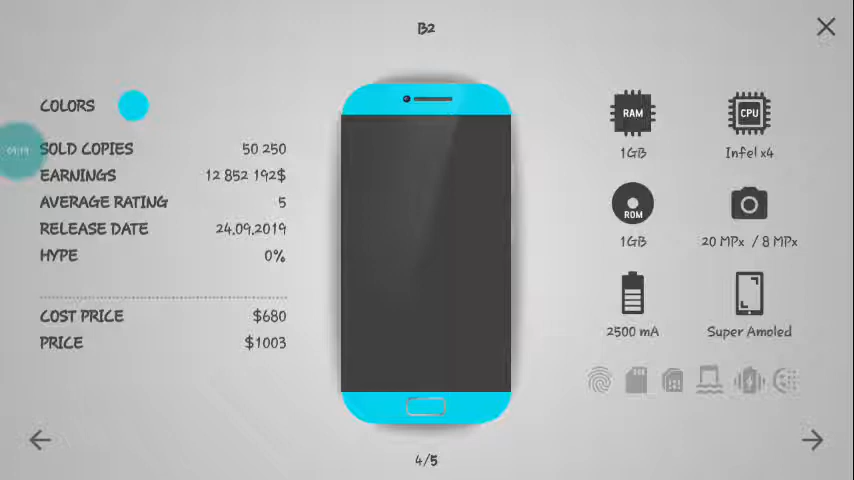 B2
COLORS
SOLD COPIES 50 250
EARNINGS 12 852 192$
AVERAGE RATING 5
RELEASE DATE 24.09.2019
HYPE 0%
COST PRICE $680
PRICE $1003
RAM
1GB
CPU
Infel x4
ROM
1GB
20 MPx / 8 MPx
2500 mA
Super Amoled
4/5